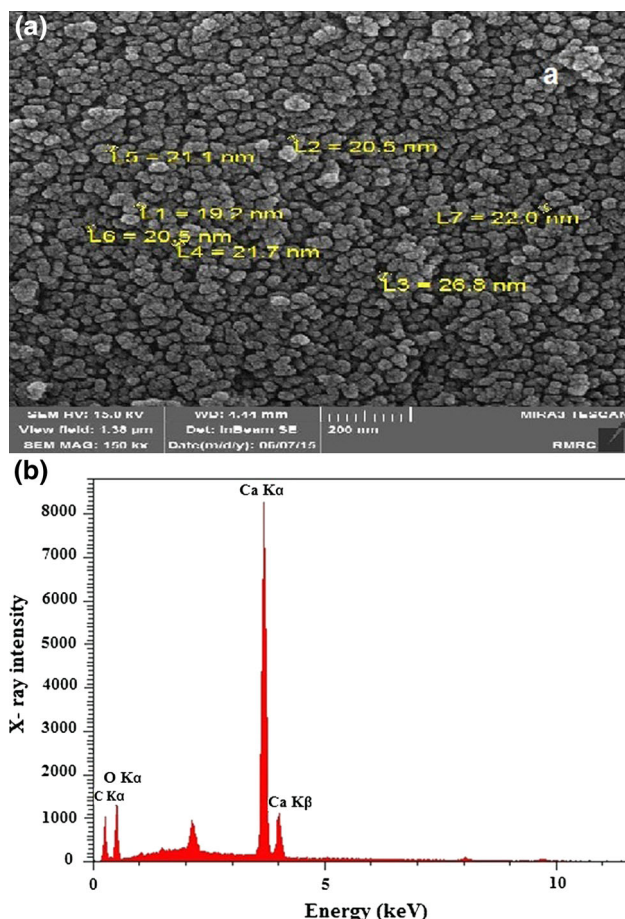 (a)
a
L2 = 20.5 nm
L5 = 21.1 nm
L1 = 19.2 nm
L7 = 22.0 nm
L6 = 20.5 nm
L4 = 21.7 nm
L3 = 26.8 nm
SEM HV: 15.0 kV WD: 4.44 mm MIRA3 TESCAN
View field: 1.38 µm Det: InBeam SE 200 nm
SEM MAG: 150 kx Date(m/d/y): 06/07/15 RMRC
(b)
Ca Kα
8000
7000
6000
5000
4000
3000
2000
1000
0
X- ray intensity
O Kα
C Kα
Ca Kβ
0 5 10
Energy (keV)